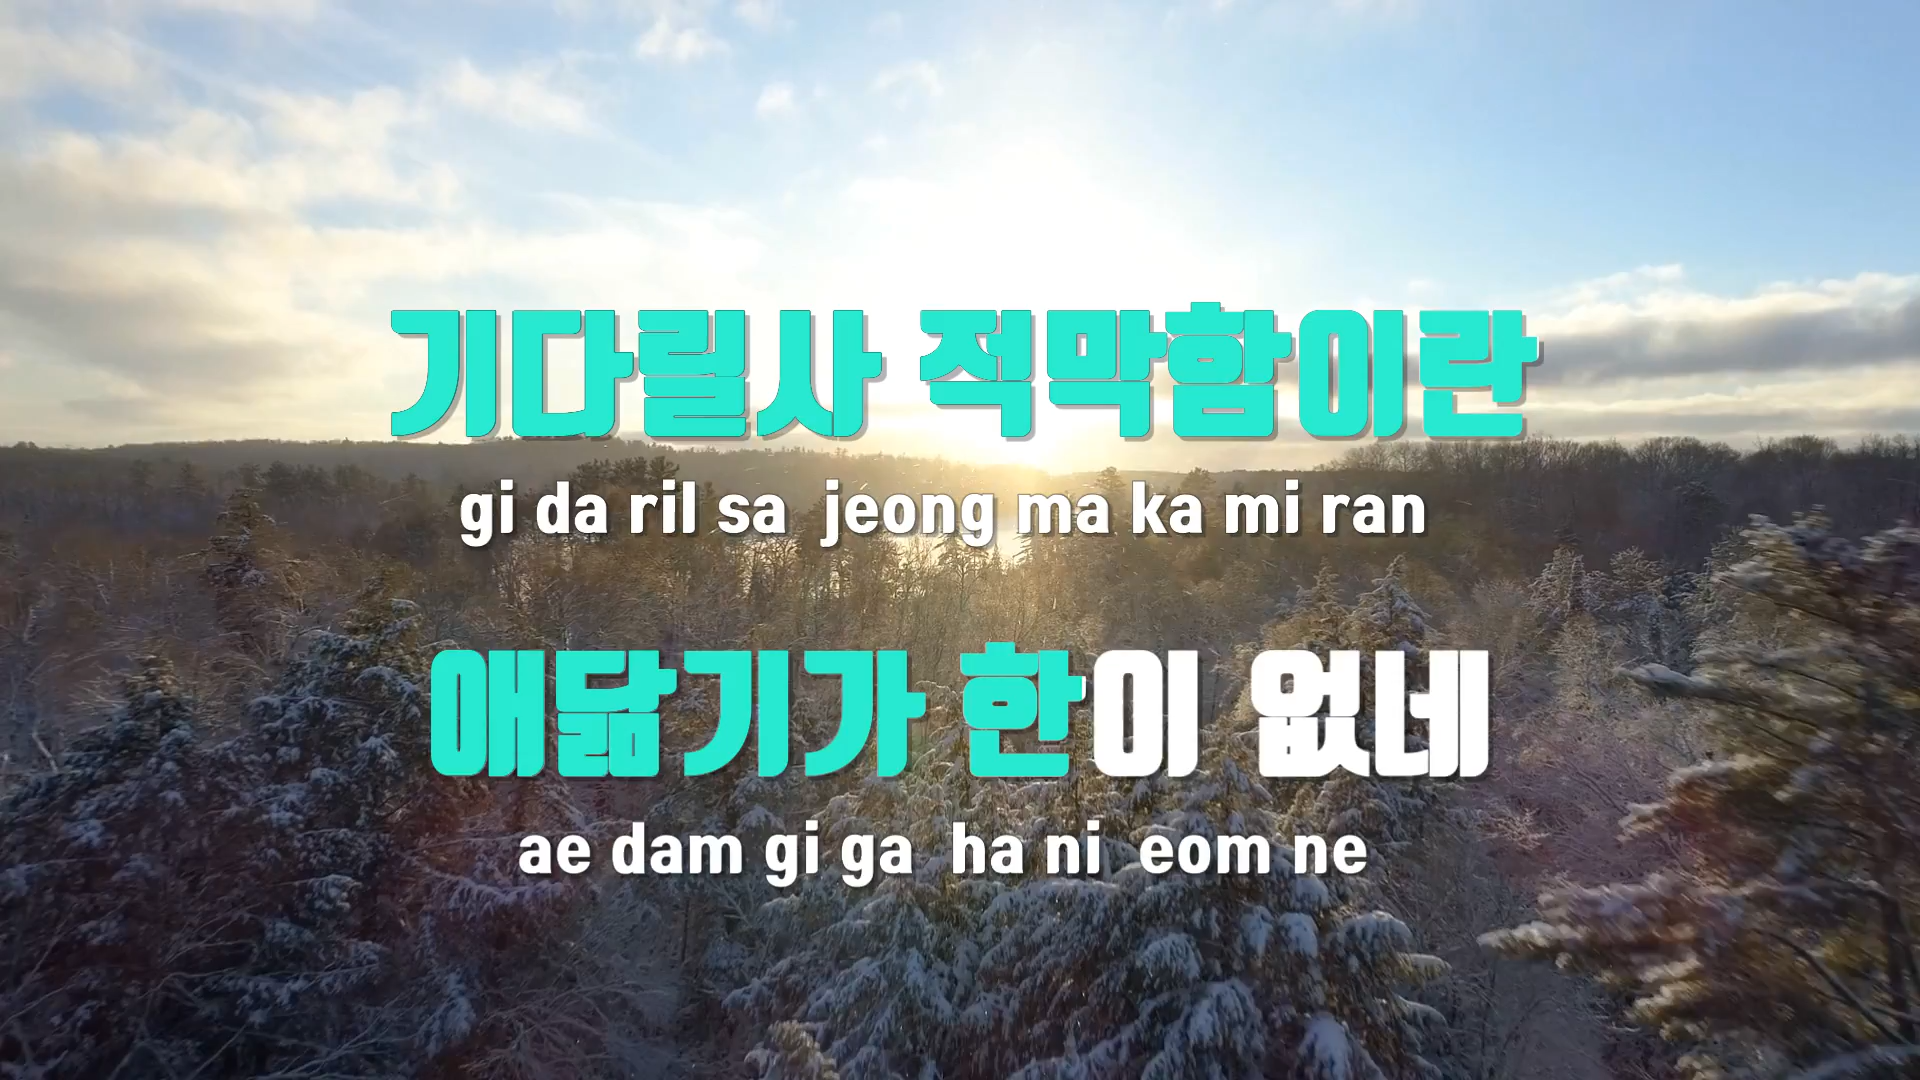 기다릴사 적막함이란
gi da ril sa jeong ma ka mi ran
애닮기가 한이 없네
ae dam gi ga ha ni eom ne